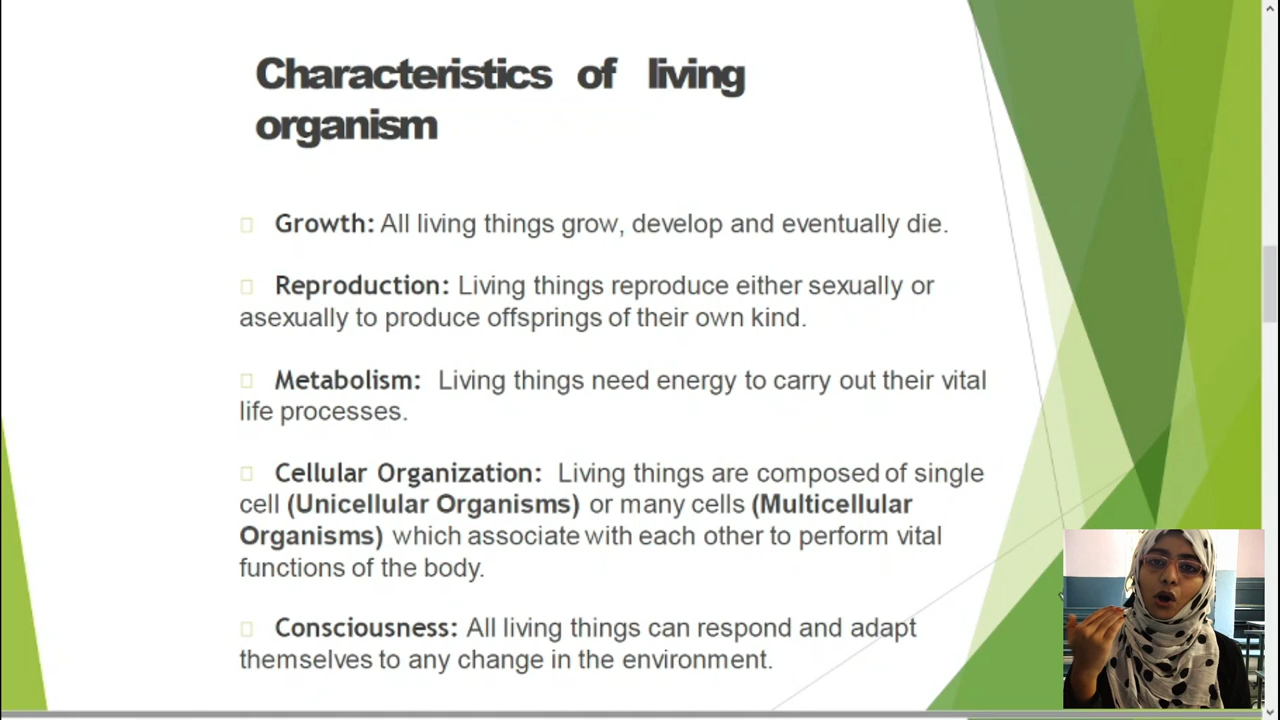 Characteristics of living
organism
Growth: All living things grow, develop and eventually die.
Reproduction: Living things reproduce either sexually or
asexually to produce offsprings of their own kind.
Metabolism: Living things need energy to carry out their vital
life processes.
Cellular Organization: Living things are composed of single
cell (Unicellular Organisms) or many cells (Multicellular
Organisms) which associate with each other to perform vital
functions of the body.
Consciousness: All living things can respond and adapt
themselves to any change in the environment.